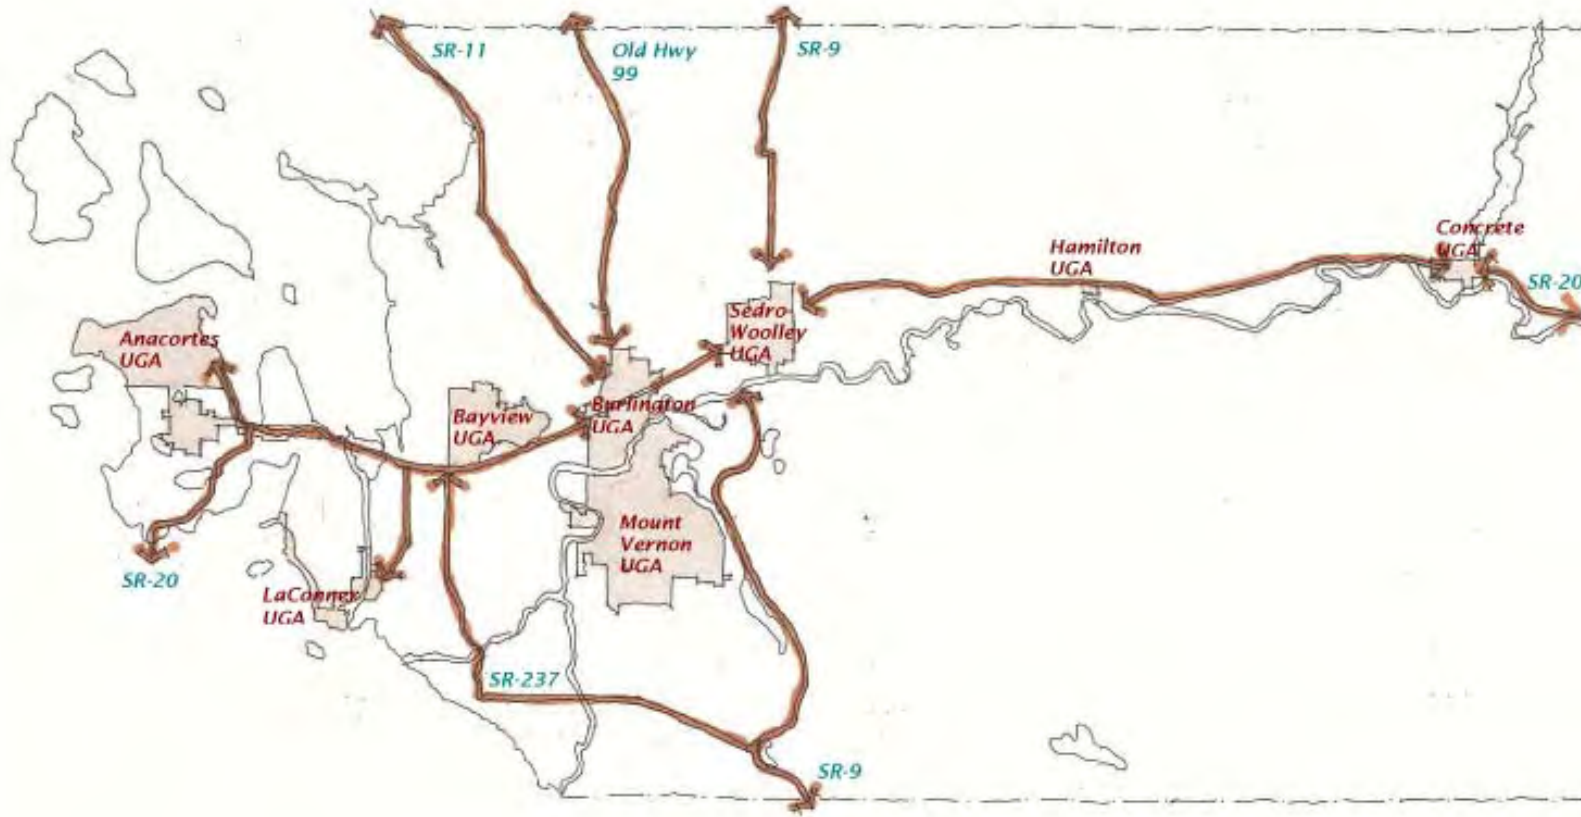 SR-11
Old Hwy
99
SR-9
Hamilton
UGA
Concrete
UGA
SR-20
Anacortes
UGA
Sedro
Woolley
UGA
Bayview
UGA
Burlington
UGA
Mount
Vernon
UGA
SR-20
LaConner
UGA
SR-237
SR-9